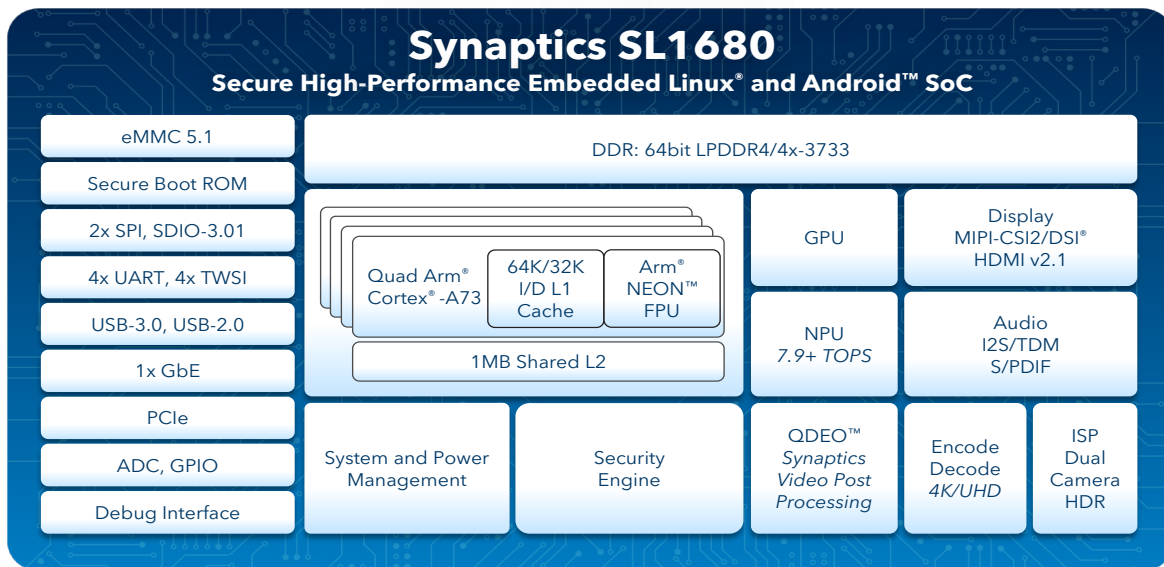 Synaptics SL1680
Secure High-Performance Embedded Linux® and Android™ SoC
eMMC 5.1
Secure Boot ROM
2x SPI, SDIO-3.01
4x UART, 4x TWSI
USB-3.0, USB-2.0
1x GbE
PCIe
ADC, GPIO
Debug Interface
DDR: 64bit LPDDR4/4x-3733
Quad Arm®
Cortex® -A73
64K/32K
I/D L1
Cache
Arm®
NEON™
FPU
1MB Shared L2
GPU
Display
MIPI-CSI2/DSI®
HDMI v2.1
NPU
7.9+ TOPS
Audio
I2S/TDM
S/PDIF
System and Power
Management
Security
Engine
QDEO™
Synaptics
Video Post
Processing
Encode
Decode
4K/UHD
ISP
Dual
Camera
HDR